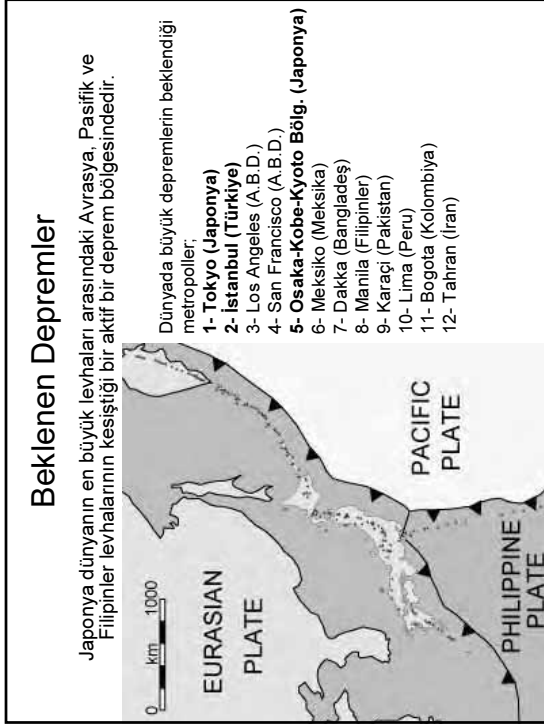 Beklenen Depremler
Japonya dünyanın en büyük levhaları arasındaki Avrasya, Pasifik ve
Filipinler levhalarının kesiştiği bir aktif bir deprem bölgesindedir.
Dünyada büyük depremlerin beklendiği
metropoller;
1- Tokyo (Japonya)
2- İstanbul (Türkiye)
3- Los Angeles (A.B.D.)
4- San Francisco (A.B.D.)
5- Osaka-Kobe-Kyoto Bölg. (Japonya)
6- Meksiko (Meksika)
7- Dakka (Bangladeş)
8- Manila (Filipinler)
9- Karaçi (Pakistan)
10- Lima (Peru)
11- Bogota (Kolombiya)
12- Tahran (İran)
0 km 1000
EURASIAN
PLATE
PACIFIC
PLATE
PHILIPPINE
PLATE